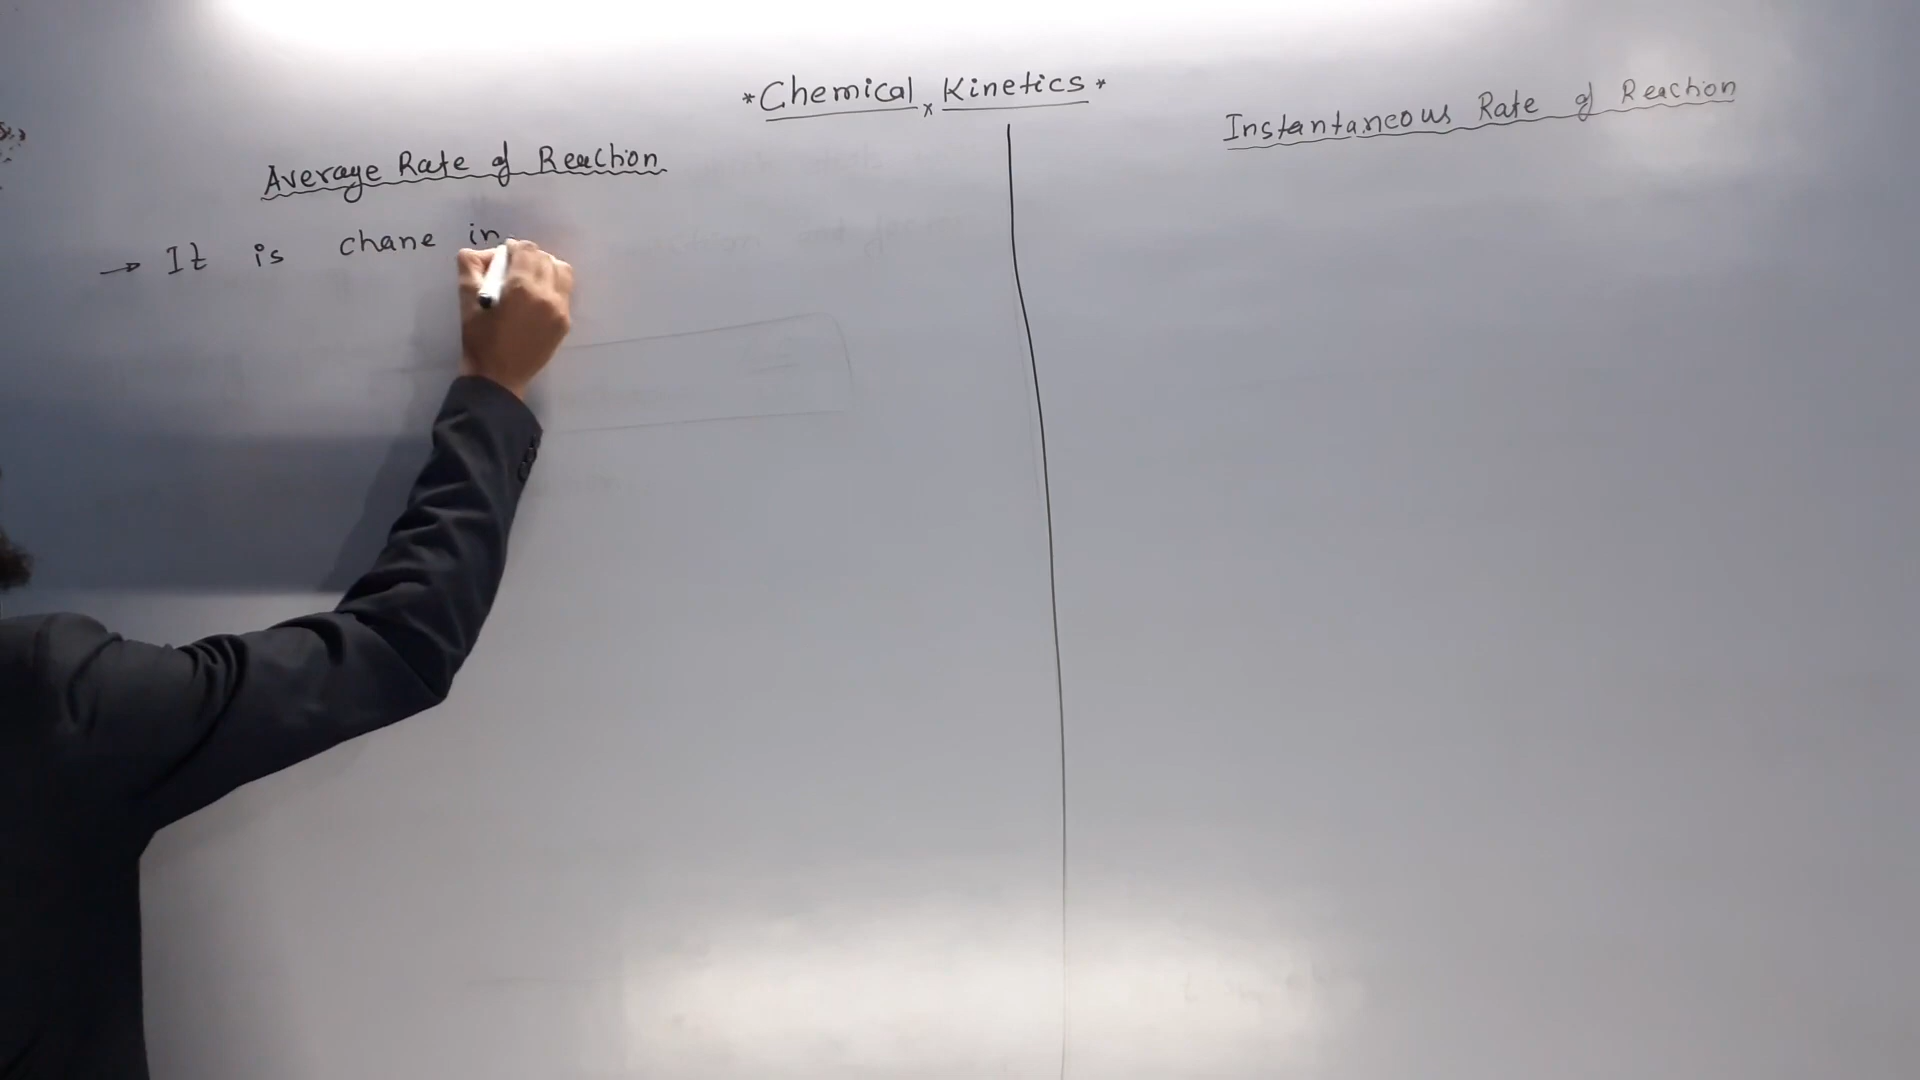 *Chemical x Kinetics*
Average Rate of Reaction
→ It is chane in
Instantaneous Rate of Reaction